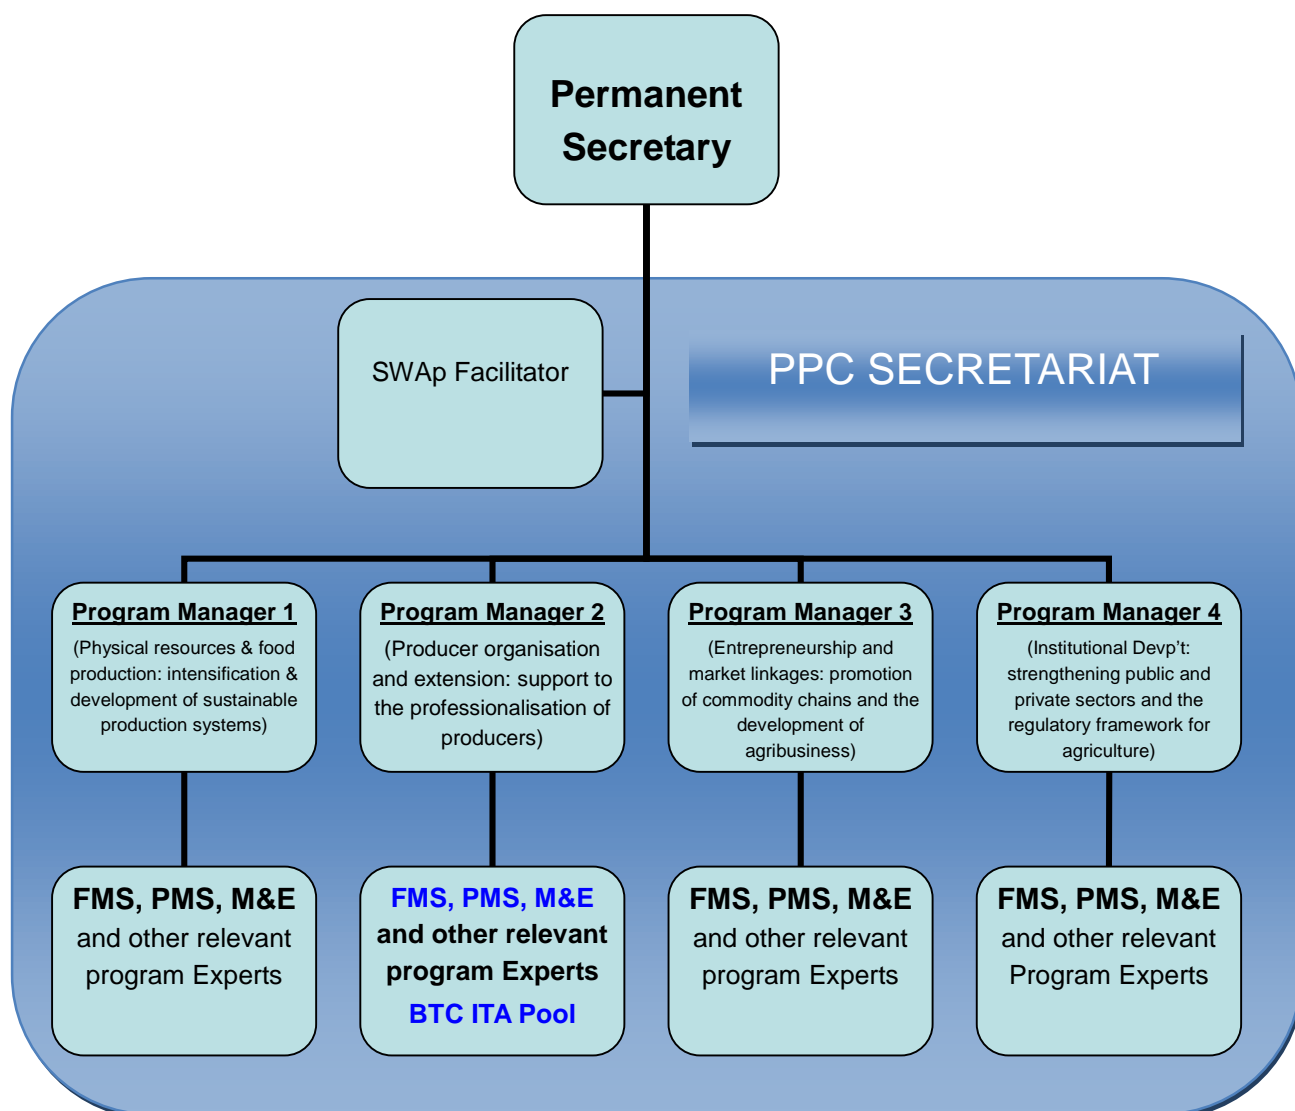 Permanent
Secretary
SWAp Facilitator
PPC SECRETARIAT
Program Manager 1
(Physical resources & food
production: intensification &
development of sustainable
production systems)
Program Manager 2
(Producer organisation
and extension: support to
the professionalisation of
producers)
Program Manager 3
(Entrepreneurship and
market linkages: promotion
of commodity chains and the
development of
agribusiness)
Program Manager 4
(Institutional Devp't:
strengthening public and
private sectors and the
regulatory framework for
agriculture)
FMS, PMS, M&E
and other relevant
program Experts
FMS, PMS, M&E
and other relevant
program Experts
BTC ITA Pool
FMS, PMS, M&E
and other relevant
program Experts
FMS, PMS, M&E
and other relevant
Program Experts